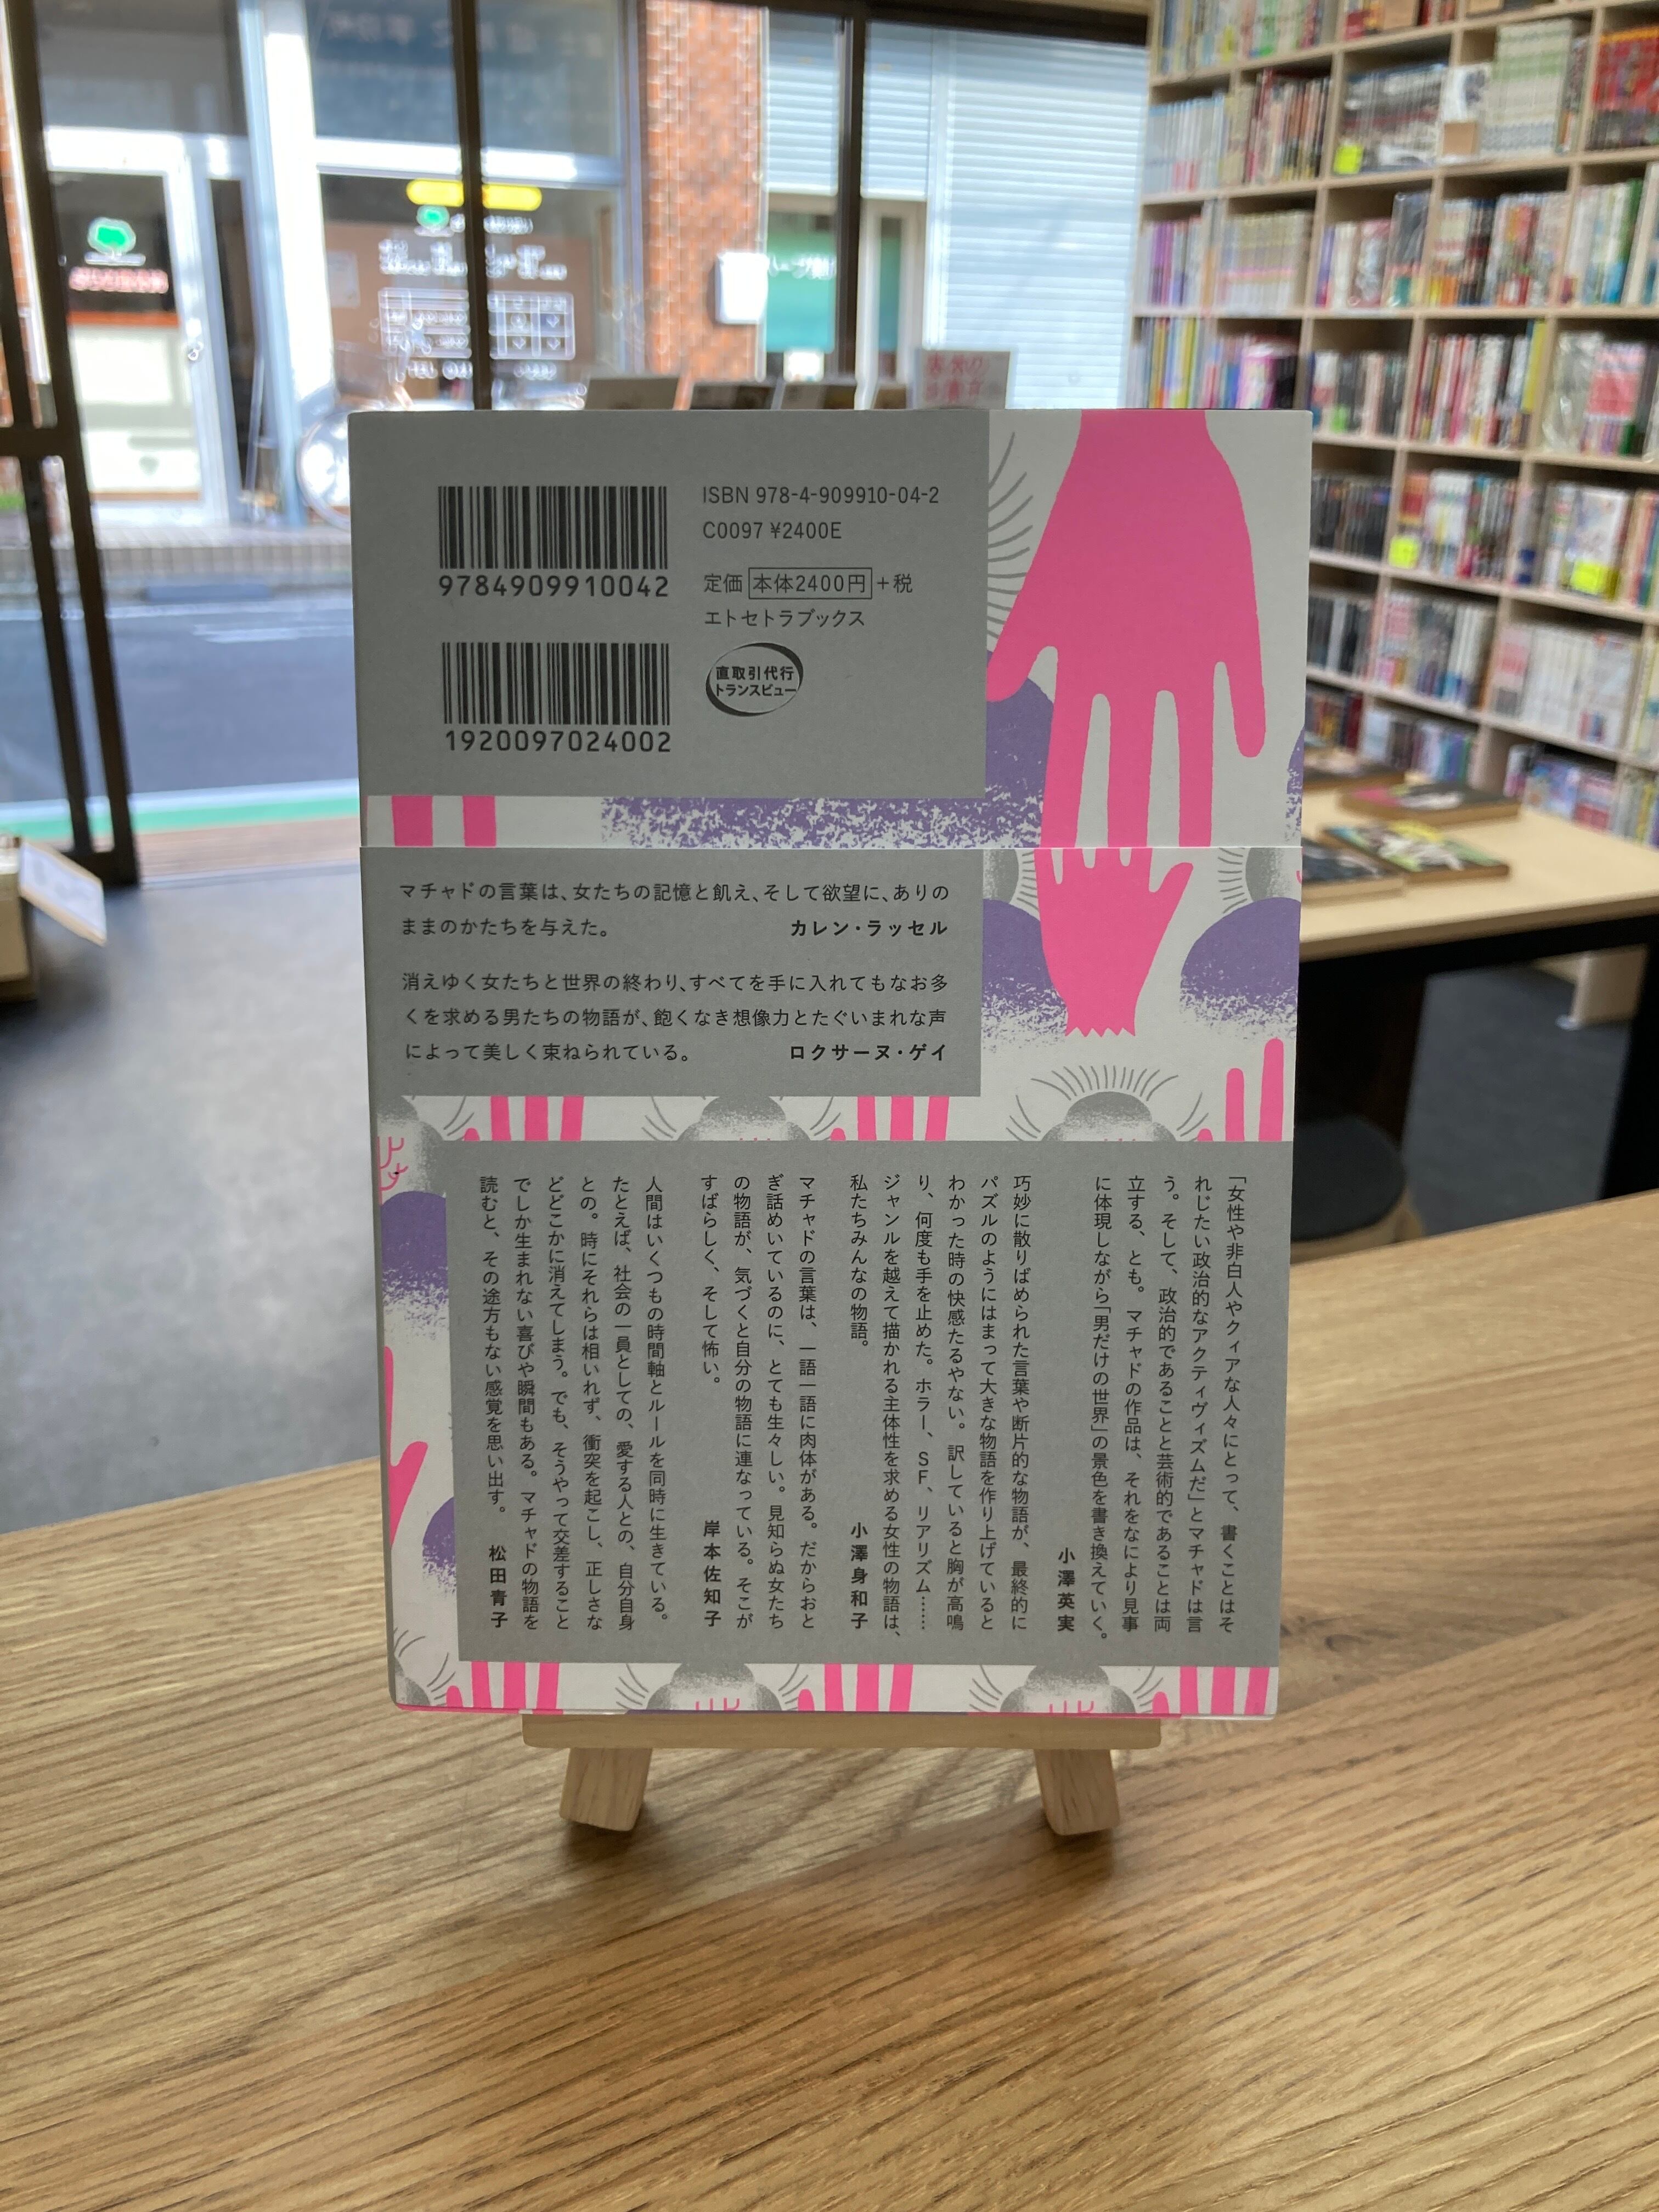 ISBN 978-4-909910-04-2
C0097 ¥2400E
9784909910042
定価 本体2400円 +税
エトセトラブックス
直取引代行
トランスビュー
1920097024002
マチャドの言葉は、女たちの記憶と飢え、そして欲望に、ありの
ままのかたちを与えた。 カレン・ラッセル
消えゆく女たちと世界の終わり、すべてを手に入れてもなお多
くを求める男たちの物語が、飽くなき想像力とたぐいまれな声
によって美しく束ねられている。 ロクサーヌ・ゲイ
「女性や非白人やクィアな人々にとって、書くことはそ
れじたい政治的なアクティヴィズムだ」とマチャドは言
う。そして、政治的であることと芸術的であることは両
立する、とも。マチャドの作品は、それをなにより見事
に体現しながら「男だけの世界」の景色を書き換えていく。
小澤英実
巧妙に散りばめられた言葉や断片的な物語が、最終的に
パズルのようにはまって大きな物語を作り上げていると
わかった時の快感たるやない。訳していると胸が高鳴
り、何度も手を止めた。ホラー、SF、リアリズム……
ジャンルを越えて描かれる主体性を求める女性の物語は、
私たちみんなの物語。 小澤身和子
マチャドの言葉は、一語一語に肉体がある。だからおと
ぎ話めいているのに、とても生々しい。見知らぬ女たち
の物語が、気づくと自分の物語に連なっている。そこが
すばらしく、そして怖い。 岸本佐知子
人間はいくつもの時間軸とルールを同時に生きている。
たとえば、社会の一員としての、愛する人との、自分自身
との。時にそれらは相いれず、衝突を起こし、正しさな
どどこかに消えてしまう。でも、そうやって交差すること
でしか生まれない喜びや瞬間もある。マチャドの物語を
読むと、その途方もない感覚を思い出す。 松田青子